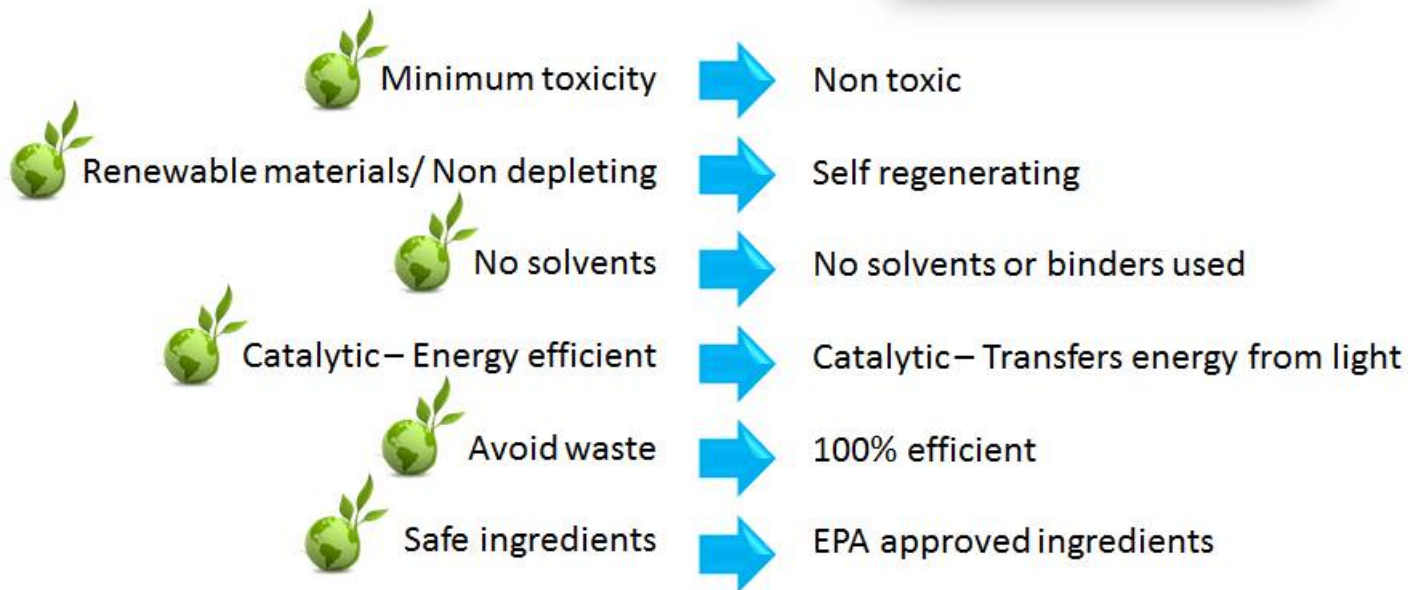 Minimum toxicity Non toxic
Renewable materials/ Non depleting Self regenerating
No solvents No solvents or binders used
Catalytic – Energy efficient Catalytic – Transfers energy from light
Avoid waste 100% efficient
Safe ingredients EPA approved ingredients